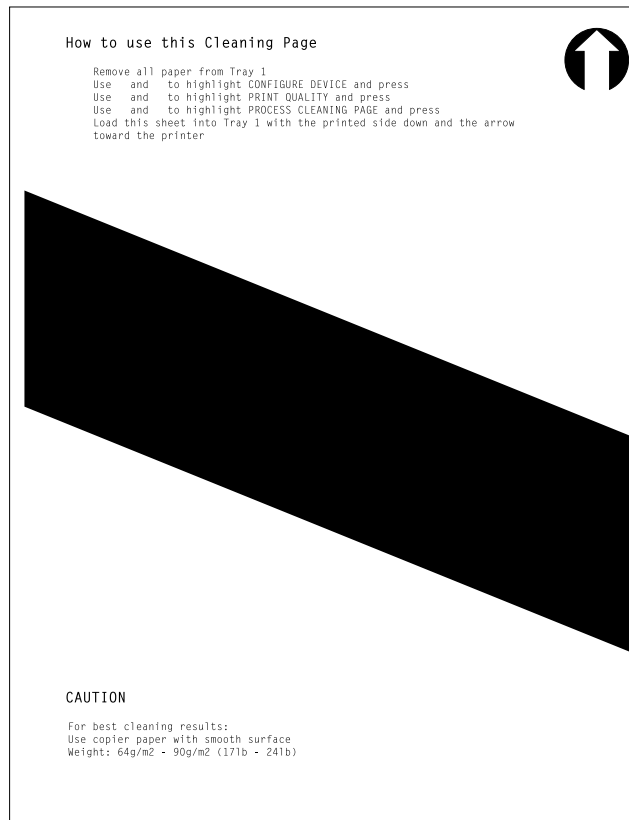 How to use this Cleaning Page
Remove all paper from Tray 1
Use and to highlight CONFIGURE DEVICE and press
Use and to highlight PRINT QUALITY and press
Use and to highlight PROCESS CLEANING PAGE and press
Load this sheet into Tray 1 with the printed side down and the arrow
toward the printer
CAUTION
For best cleaning results:
Use copier paper with smooth surface
Weight: 64g/m2 - 90g/m2 (17lb - 24lb)